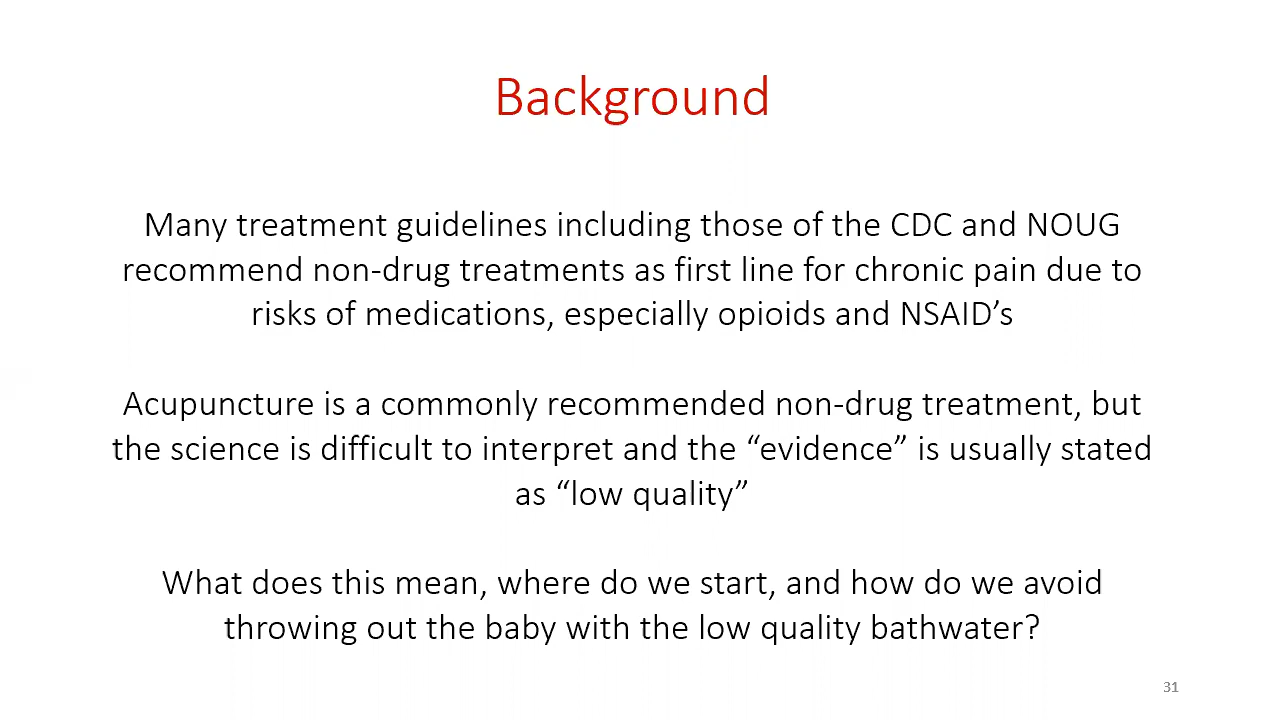 Background
Many treatment guidelines including those of the CDC and NOUG
recommend non-drug treatments as first line for chronic pain due to
risks of medications, especially opioids and NSAID’s
Acupuncture is a commonly recommended non-drug treatment, but
the science is difficult to interpret and the “evidence” is usually stated
as “low quality”
What does this mean, where do we start, and how do we avoid
throwing out the baby with the low quality bathwater?
31